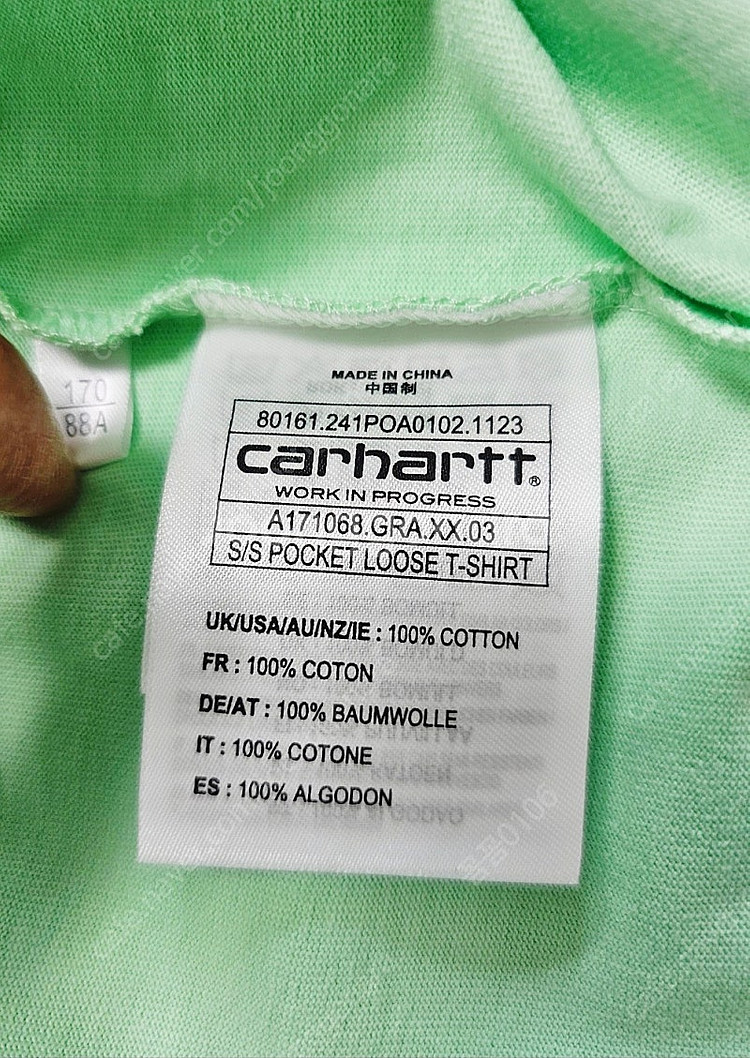 170
88A
MADE IN CHINA
中国制
80161.241POA0102.1123
carhartt®
WORK IN PROGRESS
A171068.GRA.XX.03
S/S POCKET LOOSE T-SHIRT
UK/USA/AU/NZ/IE : 100% COTTON
FR : 100% COTON
DE/AT : 100% BAUMWOLLE
IT : 100% COTONE
ES : 100% ALGODON